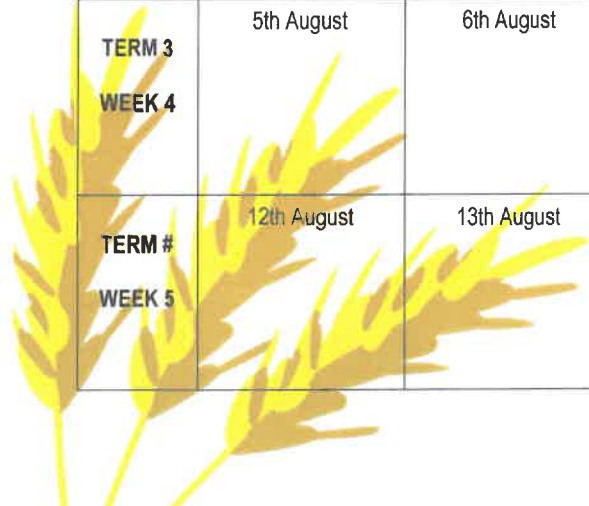 TERM 3
WEEK 4
5th August
6th August
TERM #
WEEK 5
12th August
13th August